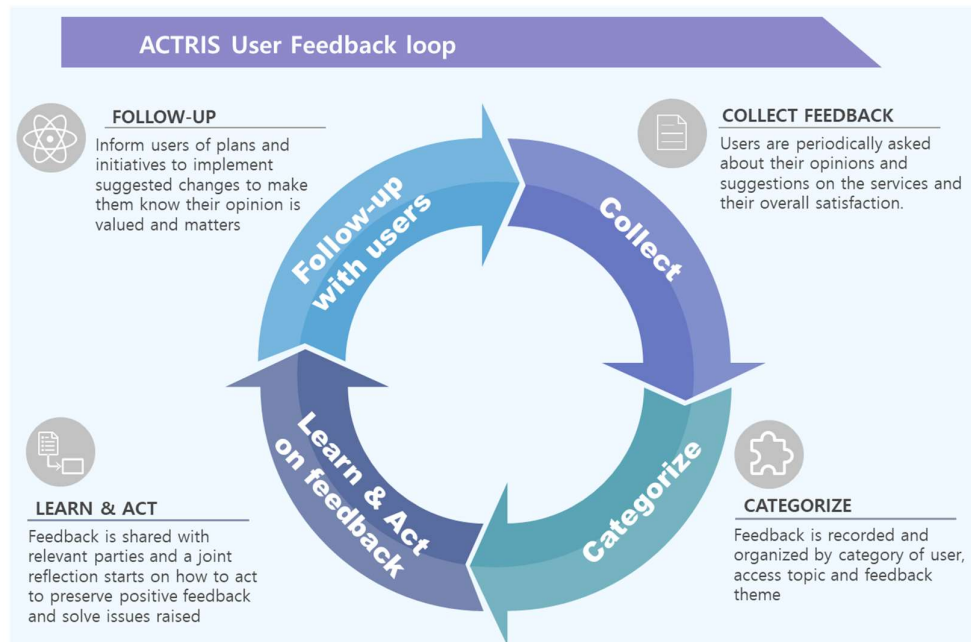 ACTRIS User Feedback loop
FOLLOW-UP
Inform users of plans and
initiatives to implement
suggested changes to make
them know their opinion is
valued and matters
COLLECT FEEDBACK
Users are periodically asked
about their opinions and
suggestions on the services and
their overall satisfaction.
Follow-up
with users
Collect
Learn & Act
on feedback
Categorize
LEARN & ACT
Feedback is shared with
relevant parties and a joint
reflection starts on how to act
to preserve positive feedback
and solve issues raised
CATEGORIZE
Feedback is recorded and
organized by category of user,
access topic and feedback
theme